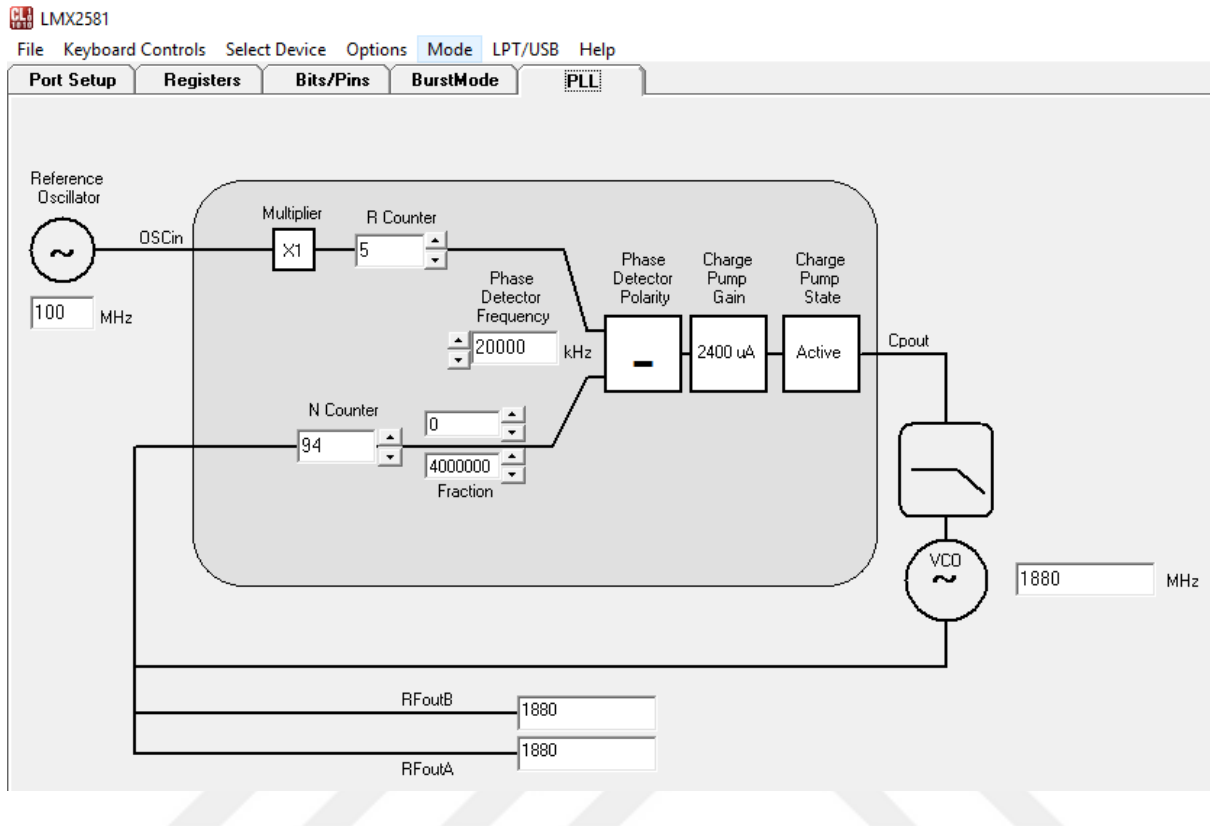 LMX2581
File Keyboard Controls Select Device Options Mode LPT/USB Help
Port Setup Registers Bits/Pins BurstMode PLL
Reference
Oscillator
OSCin
100 MHz
Multiplier
X1
R Counter
5
Phase
Detector
Frequency
20000 kHz
N Counter
94
0
4000000
Fraction
Phase
Detector
Polarity
-
Charge
Pump
Gain
2400 uA
Charge
Pump
State
Active
Cpout
VCO
1880 MHz
RFoutB
1880
RFoutA
1880